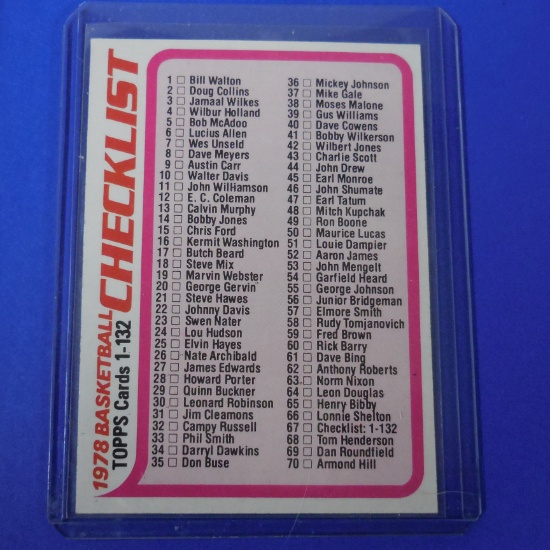 1978 BASKETBALL
CHECKLIST
TOPPS Cards 1-132
1 Bill Walton
2 Doug Collins
3 Jamaal Wilkes
4 Wilbur Holland
5 Bob McAdoo
6 Lucius Allen
7 Wes Unseld
8 Dave Meyers
9 Austin Carr
10 Walter Davis
11 John Williamson
12 E. C. Coleman
13 Calvin Murphy
14 Bobby Jones
15 Chris Ford
16 Kermit Washington
17 Butch Beard
18 Steve Mix
19 Marvin Webster
20 George Gervin
21 Steve Hawes
22 Johnny Davis
23 Swen Nater
24 Lou Hudson
25 Elvin Hayes
26 Nate Archibald
27 James Edwards
28 Howard Porter
29 Quinn Buckner
30 Leonard Robinson
31 Jim Cleamons
32 Campy Russell
33 Phil Smith
34 Darryl Dawkins
35 Don Buse
36 Mickey Johnson
37 Mike Gale
38 Moses Malone
39 Gus Williams
40 Dave Cowens
41 Bobby Wilkerson
42 Wilbert Jones
43 Charlie Scott
44 John Drew
45 Earl Monroe
46 John Shumate
47 Earl Tatum
48 Mitch Kupchak
49 Ron Boone
50 Maurice Lucas
51 Louie Dampier
52 Aaron James
53 John Mengelt
54 Garfield Heard
55 George Johnson
56 Junior Bridgeman
57 Elmore Smith
58 Rudy Tomjanovich
59 Fred Brown
60 Rick Barry
61 Dave Bing
62 Anthony Roberts
63 Norm Nixon
64 Leon Douglas
65 Henry Bibby
66 Lonnie Shelton
67 Checklist: 1-132
68 Tom Henderson
69 Dan Roundfield
70 Armond Hill